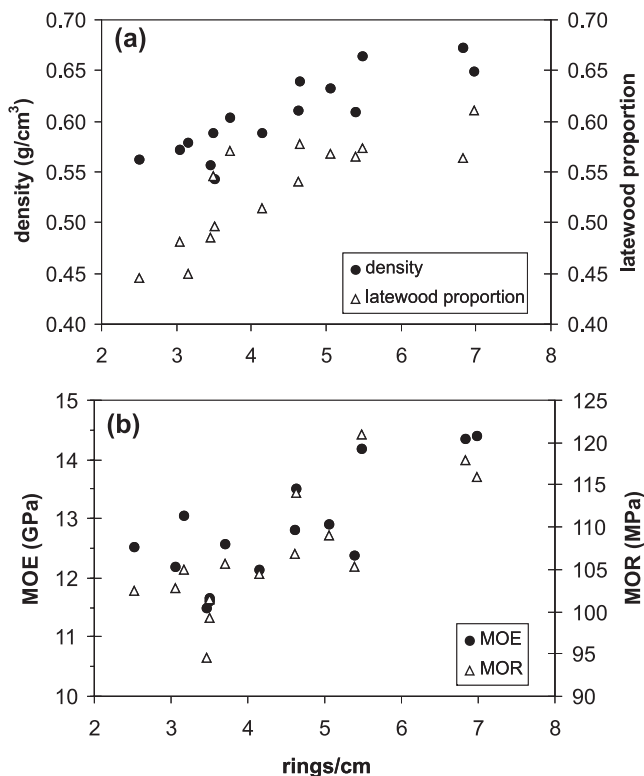 (a)
density (g/cm³)
0.70
0.65
0.60
0.55
0.50
0.45
0.40
density
latewood proportion
0.70
0.65
0.60
0.55
0.50
0.45
0.40
latewood proportion
2 3 4 5 6 7 8
(b)
MOE (GPa)
15
14
13
12
11
10
MOE
MOR
125
120
115
110
105
100
95
90
MOR (MPa)
2 3 4 5 6 7 8
rings/cm